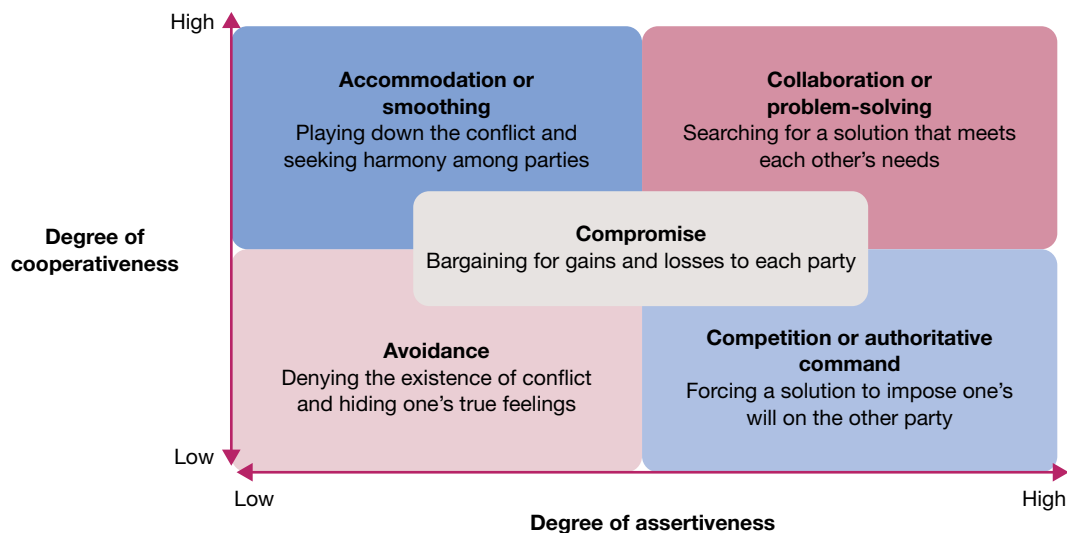 High
Accommodation or
smoothing
Playing down the conflict and
seeking harmony among parties
Collaboration or
problem-solving
Searching for a solution that meets
each other's needs
Degree of
cooperativeness
Compromise
Bargaining for gains and losses to each party
Avoidance
Denying the existence of conflict
and hiding one's true feelings
Competition or authoritative
command
Forcing a solution to impose one's
will on the other party
Low
Low
High
Degree of assertiveness